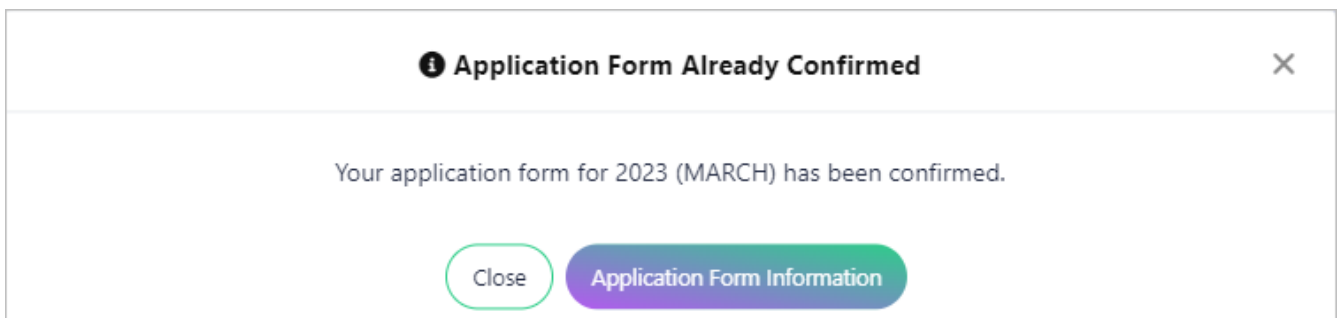 Application Form Already Confirmed
Your application form for 2023 (MARCH) has been confirmed.
Close
Application Form Information